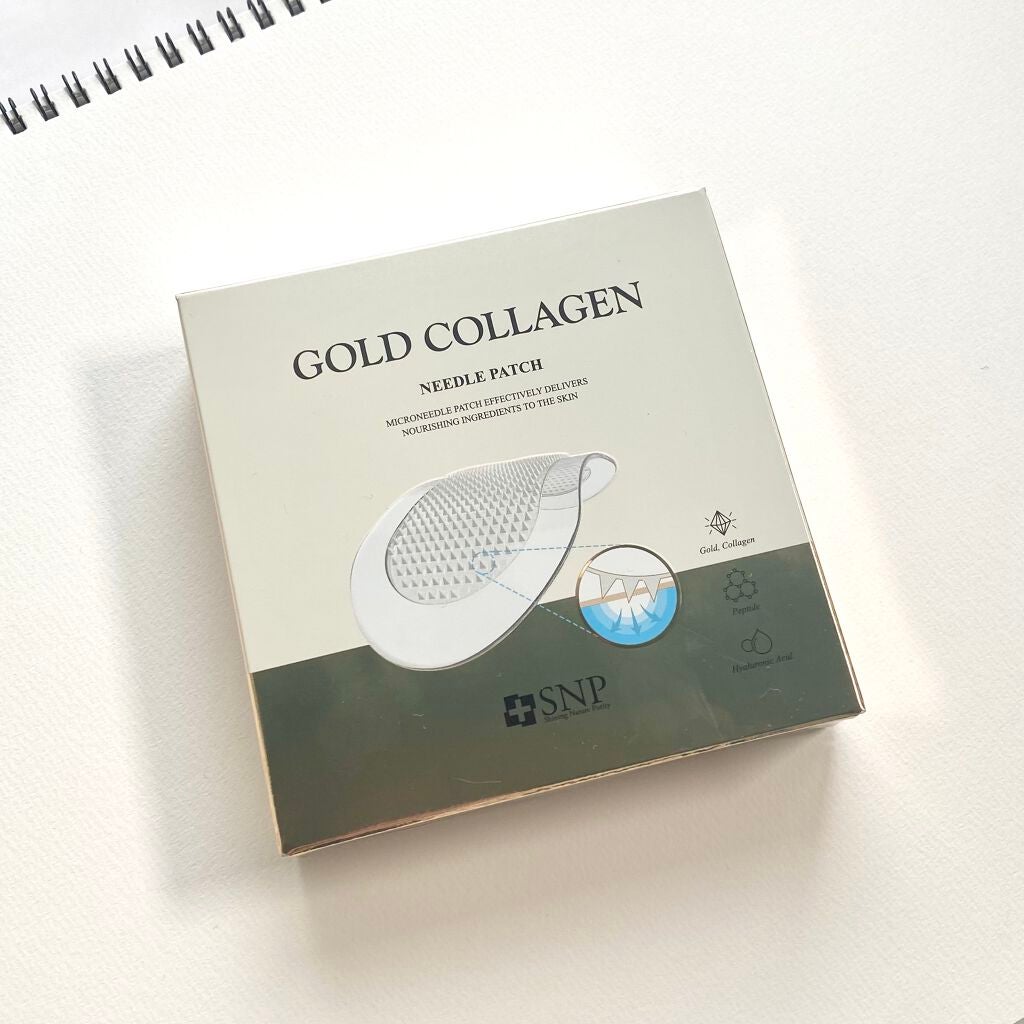 GOLD COLLAGEN
NEEDLE PATCH
MICRONEEDLE PATCH EFFECTIVELY DELIVERS
NOURISHING INGREDIENTS TO THE SKIN
Gold, Collagen
Peptide
Hyaluronic Acid
SNP
Shining Nature Purity